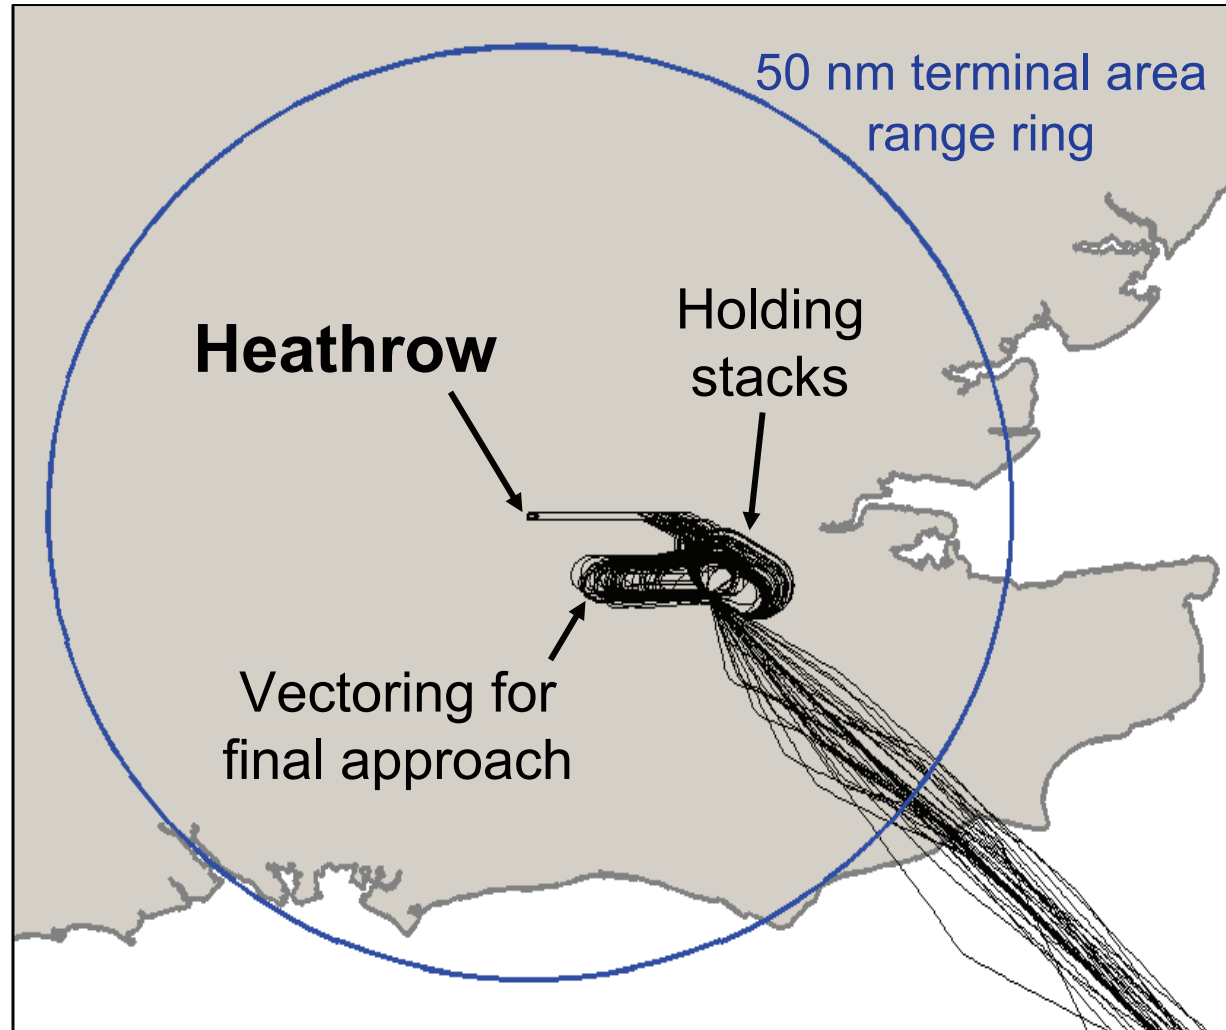 50 nm terminal area
range ring
Heathrow
Holding
stacks
Vectoring for
final approach